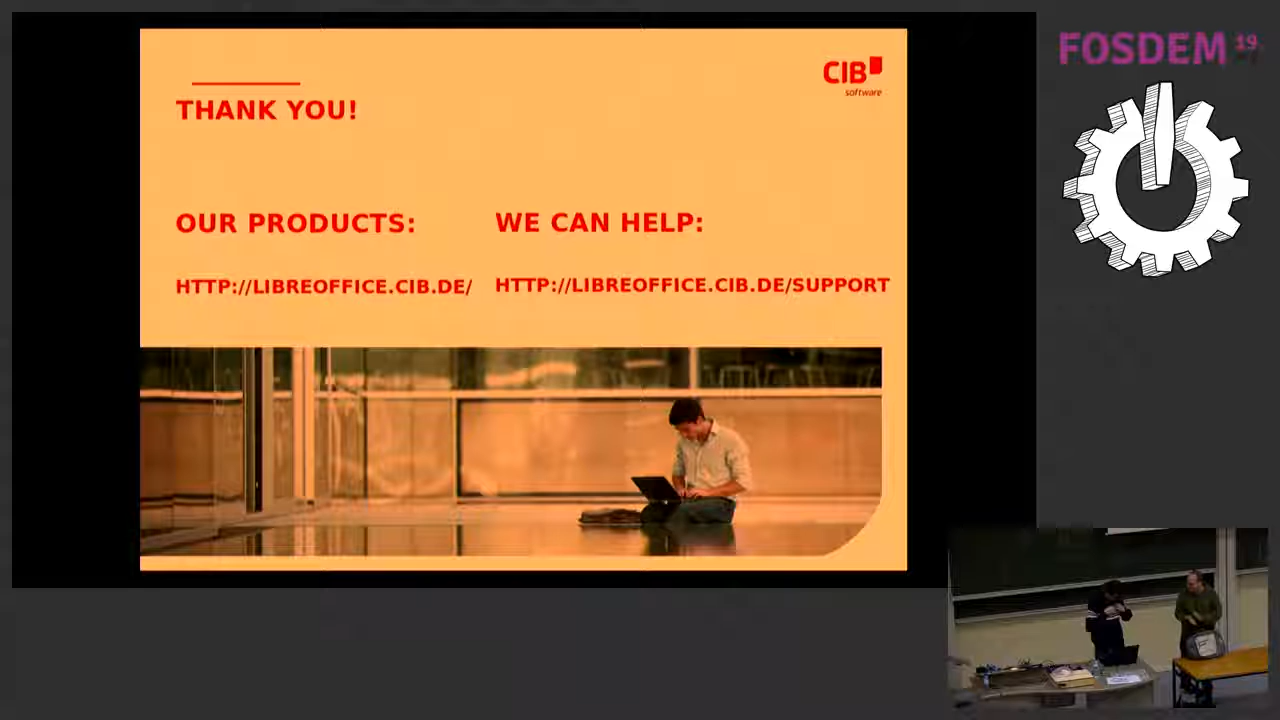 FOSDEM 19
CIB
software
THANK YOU!
OUR PRODUCTS:
WE CAN HELP:
HTTP://LIBREOFFICE.CIB.DE/
HTTP://LIBREOFFICE.CIB.DE/SUPPORT